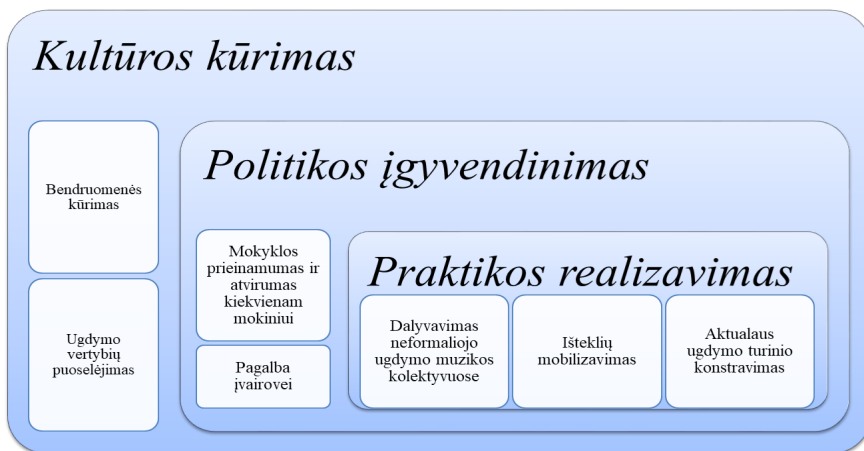 Kultūros kūrimas
Bendruomenės
kūrimas
Ugdymo
vertybių
puoselėjimas
Politikos įgyvendinimas
Mokyklos
prieinamumas ir
atvirumas
kiekvienam
mokiniui
Pagalba
įvairovei
Praktikos realizavimas
Dalyvavimas
neformaliojo
ugdymo muzikos
kolektyvuose
Išteklių
mobilizavimas
Aktualaus
ugdymo turinio
konstravimas